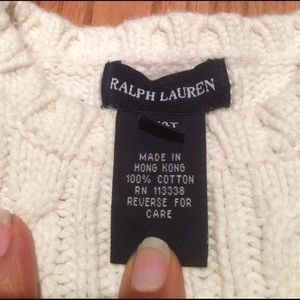 RALPH LAUREN
MADE IN
HONG KONG
100% COTTON
RN 113338
REVERSE FOR
CARE